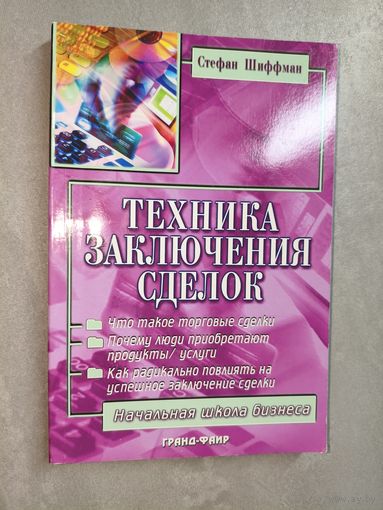 Стефан Шиффман
ТЕХНИКА
ЗАКЛЮЧЕНИЯ
СДЕЛОК
Что такое торговые сделки
Почему люди приобретают
продукты/ услуги
Как радикально повлиять на
успешное заключение сделки
Начальная школа бизнеса
ГРАНД-ФАИР